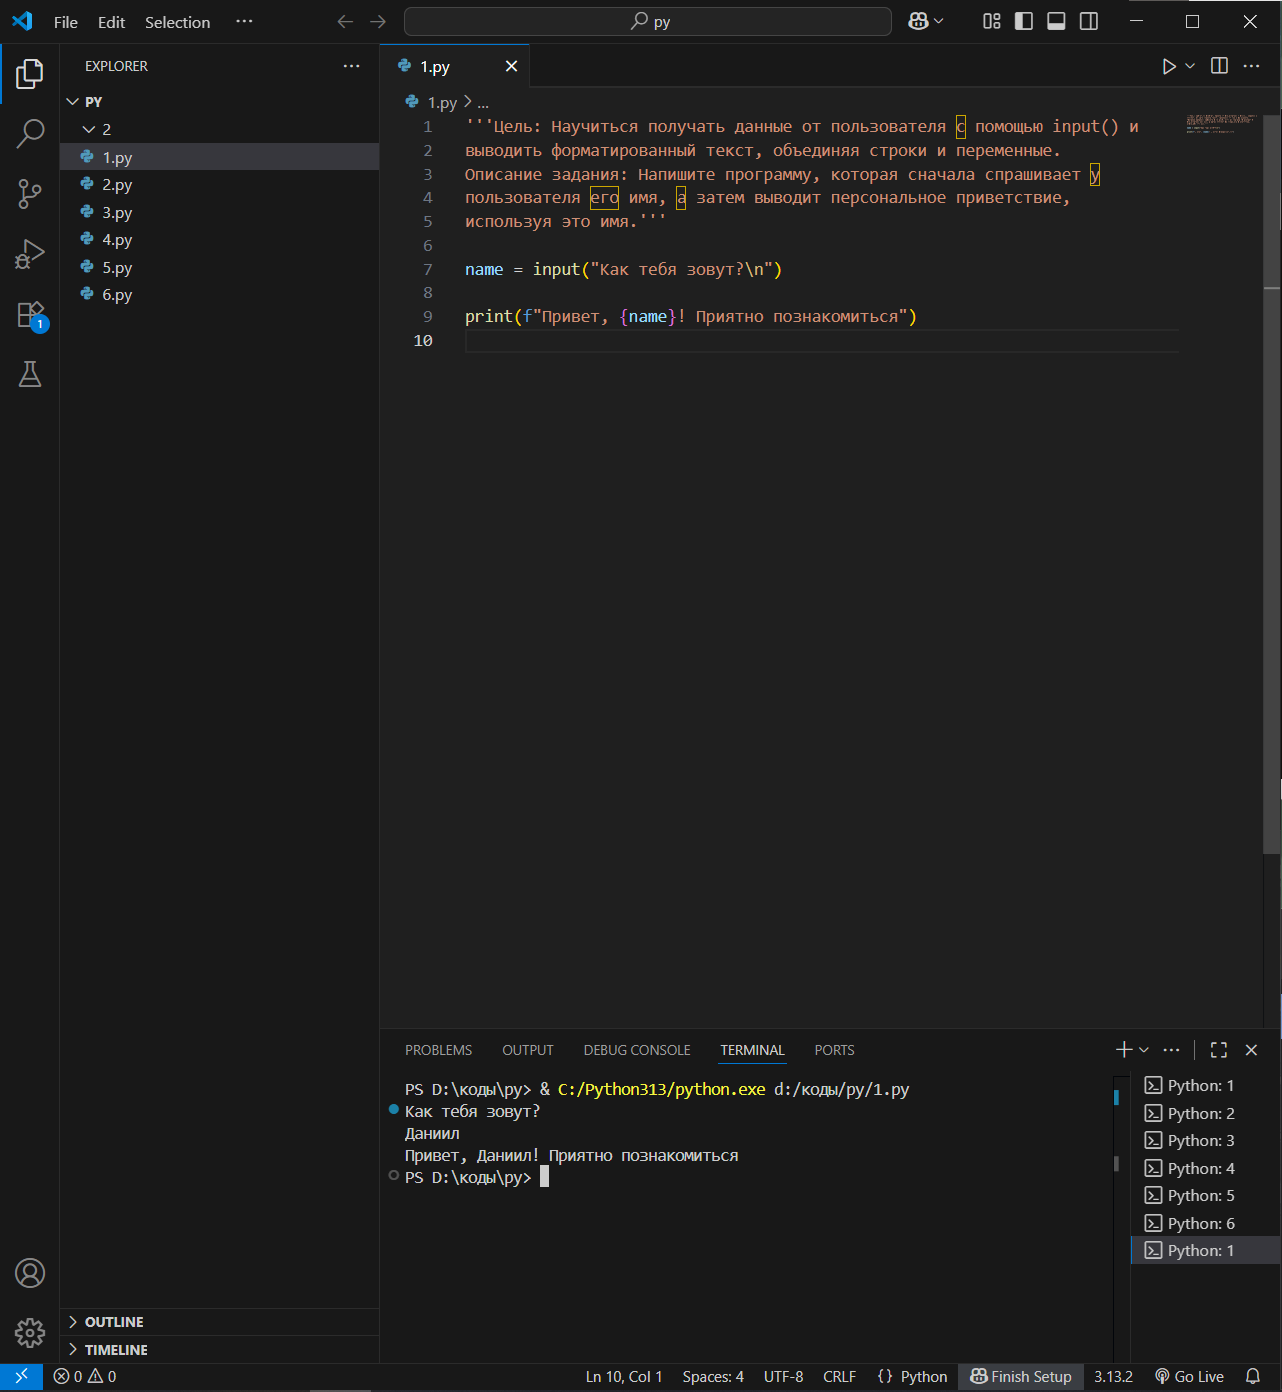 File Edit Selection ··· py
EXPLORER ···
PY
2
1.py
2.py
3.py
4.py
5.py
6.py
1
OUTLINE
TIMELINE
1.py
1.py > ...
1 '''Цель: Научиться получать данные от пользователя с помощью input() и
2 выводить форматированный текст, объединяя строки и переменные.
3 Описание задания: Напишите программу, которая сначала спрашивает у
4 пользователя его имя, а затем выводит персональное приветствие,
5 используя это имя.'''
6
7 name = input("Как тебя зовут?\n")
8
9 print(f"Привет, {name}! Приятно познакомиться")
10
PROBLEMS OUTPUT DEBUG CONSOLE TERMINAL PORTS
PS D:\коды\py> & C:/Python313/python.exe d:/коды/py/1.py
Как тебя зовут?
Даниил
Привет, Даниил! Приятно познакомиться
PS D:\коды\py>
Python: 1
Python: 2
Python: 3
Python: 4
Python: 5
Python: 6
Python: 1
0 0 Ln 10, Col 1 Spaces: 4 UTF-8 CRLF {} Python Finish Setup 3.13.2 Go Live